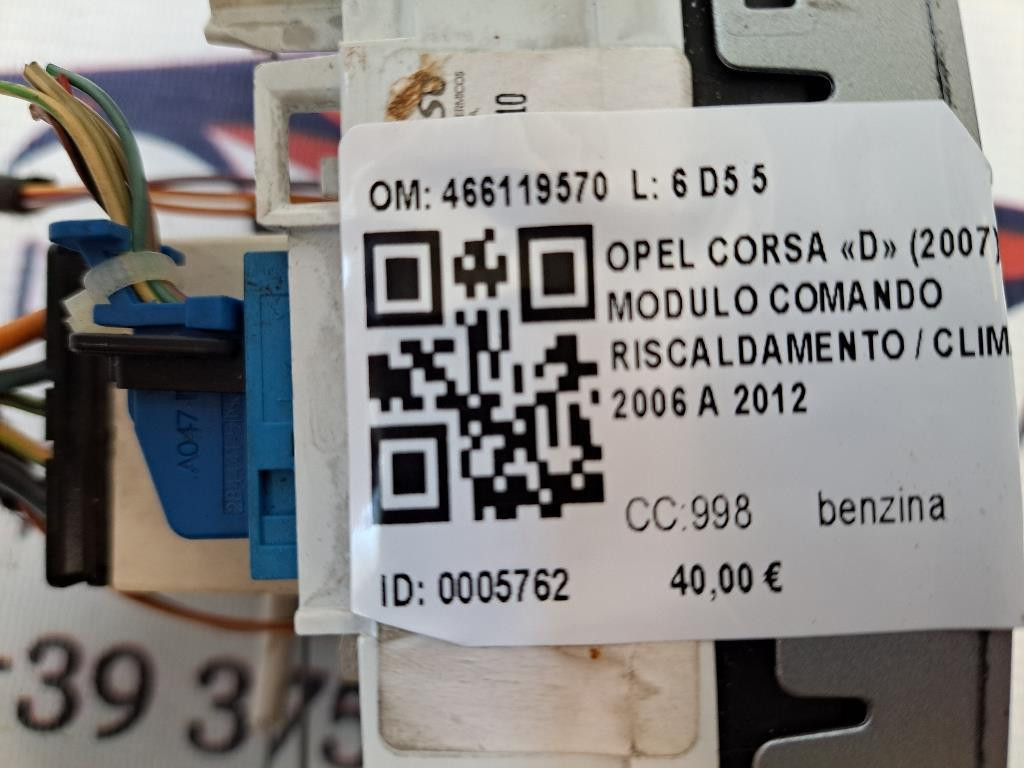 OM: 466119570 L: 6 D5 5
OPEL CORSA «D» (2007)
MODULO COMANDO
RISCALDAMENTO / CLIM
2006 A 2012
CC:998 benzina
ID: 0005762 40,00 €
A047
39 375